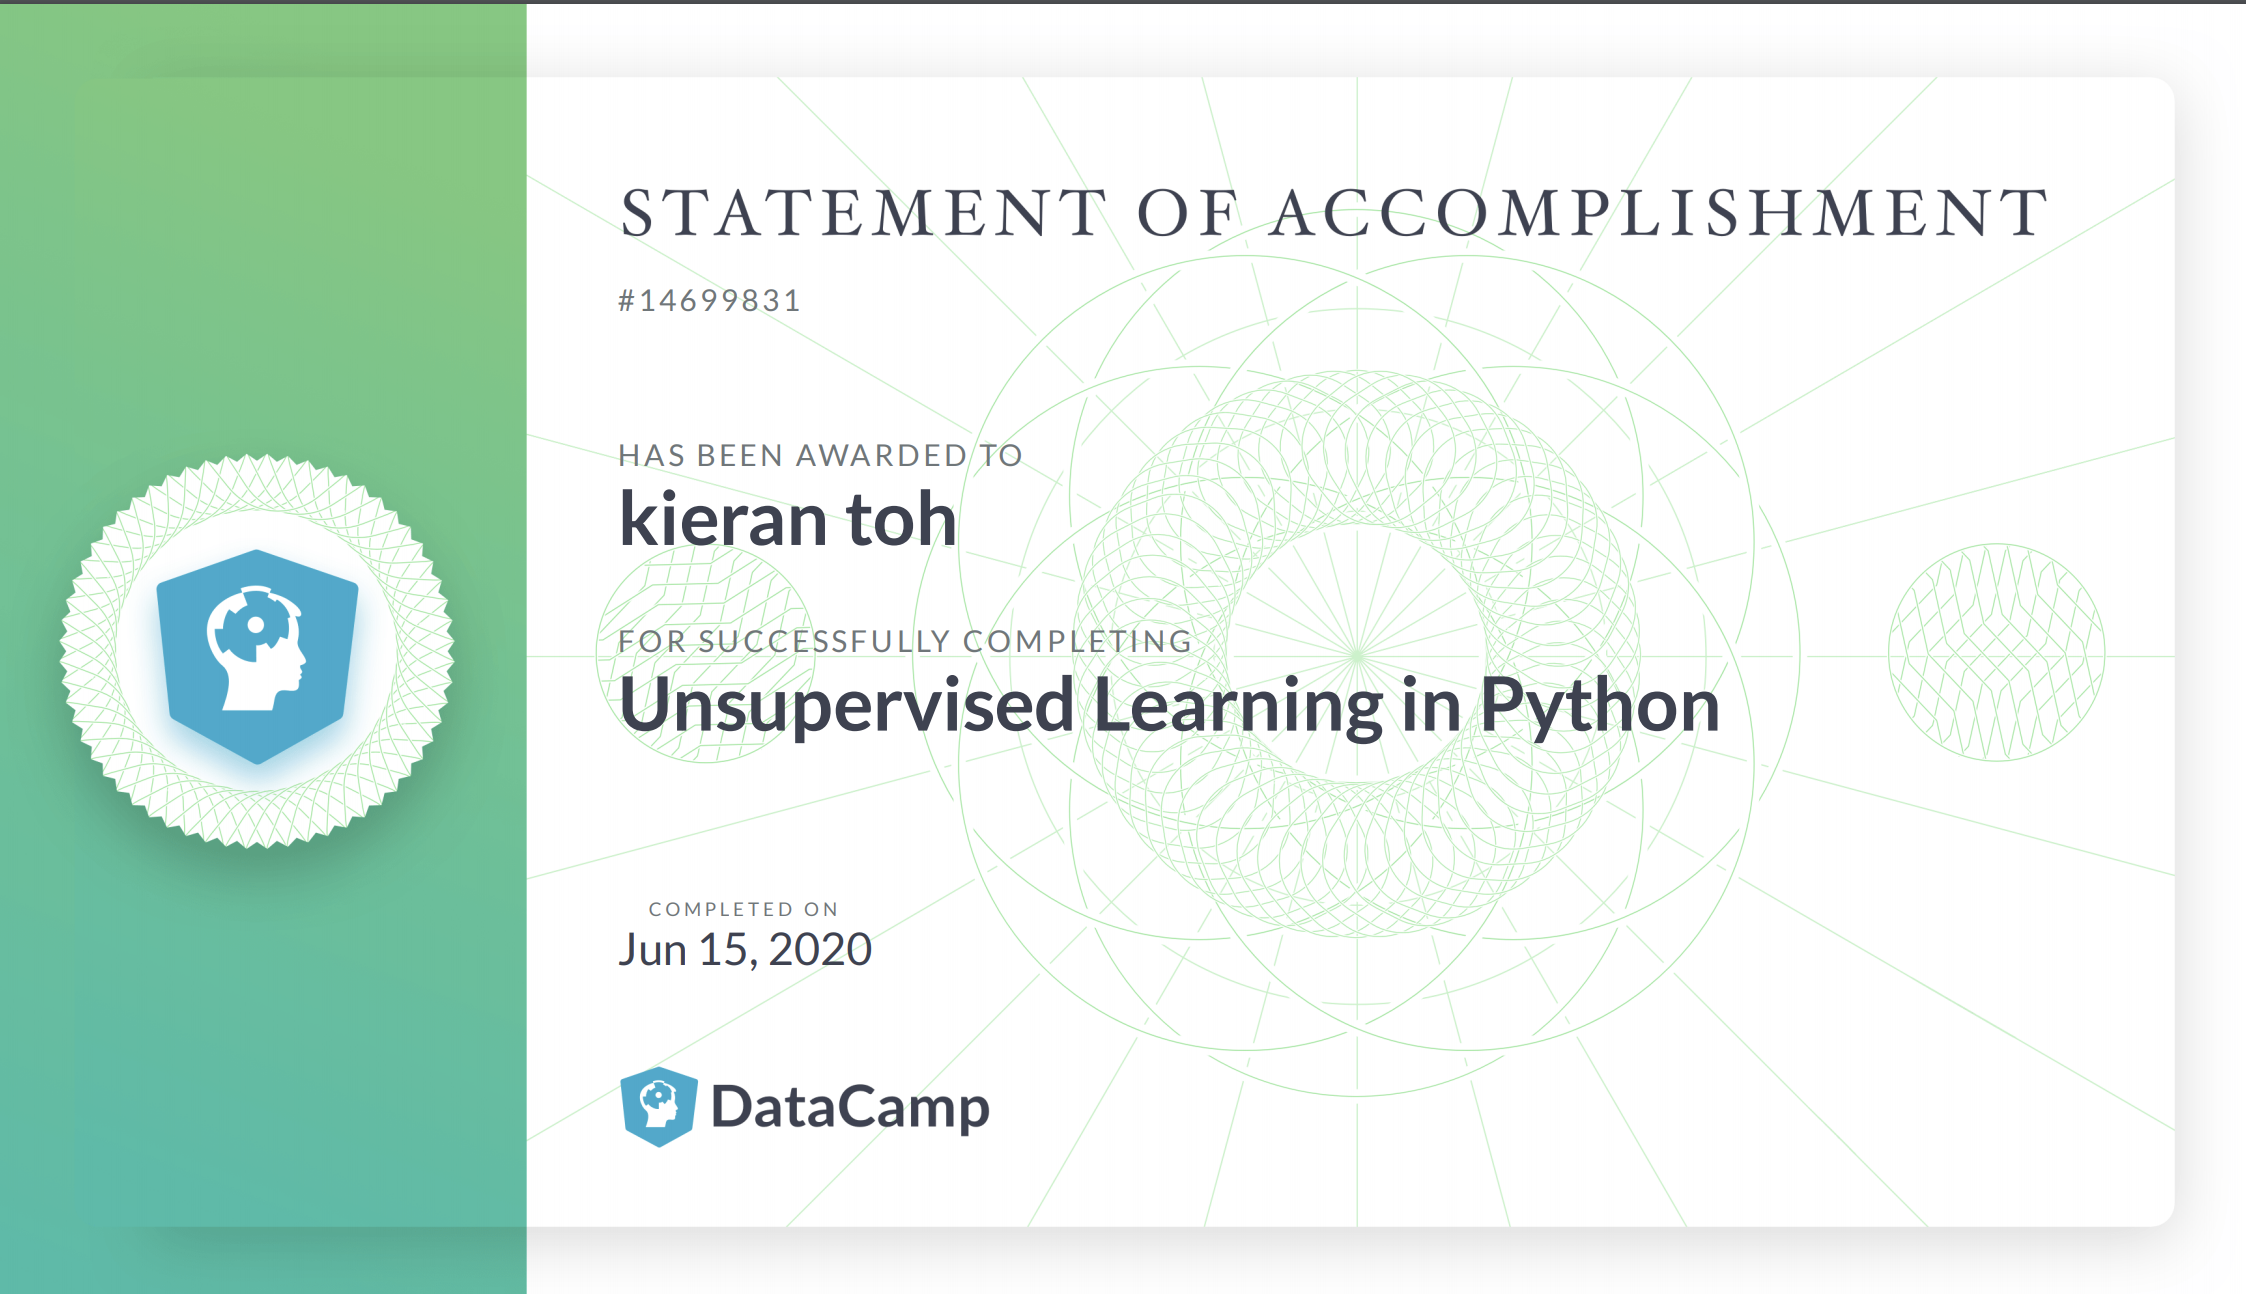 STATEMENT OF ACCOMPLISHMENT
#14699831
HAS BEEN AWARDED TO
kieran toh
FOR SUCCESSFULLY COMPLETING
Unsupervised Learning in Python
COMPLETED ON
Jun 15, 2020
DataCamp